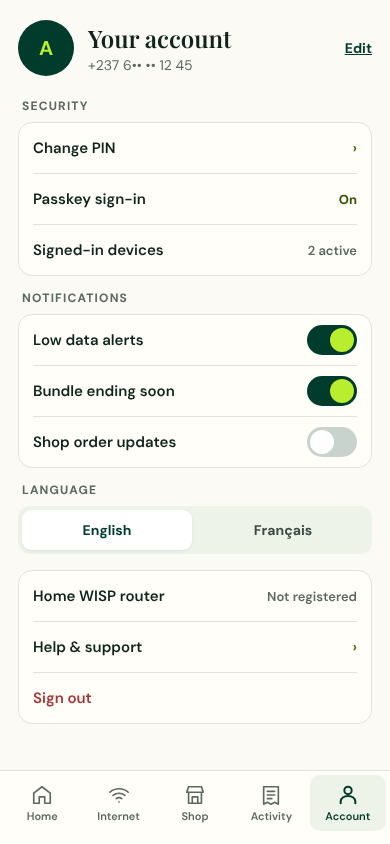 A
Your account
+237 6•• •• 12 45
Edit
SECURITY
Change PIN ›
Passkey sign-in On
Signed-in devices 2 active
NOTIFICATIONS
Low data alerts
Bundle ending soon
Shop order updates
LANGUAGE
English Français
Home WISP router Not registered
Help & support ›
Sign out
Home Internet Shop Activity Account